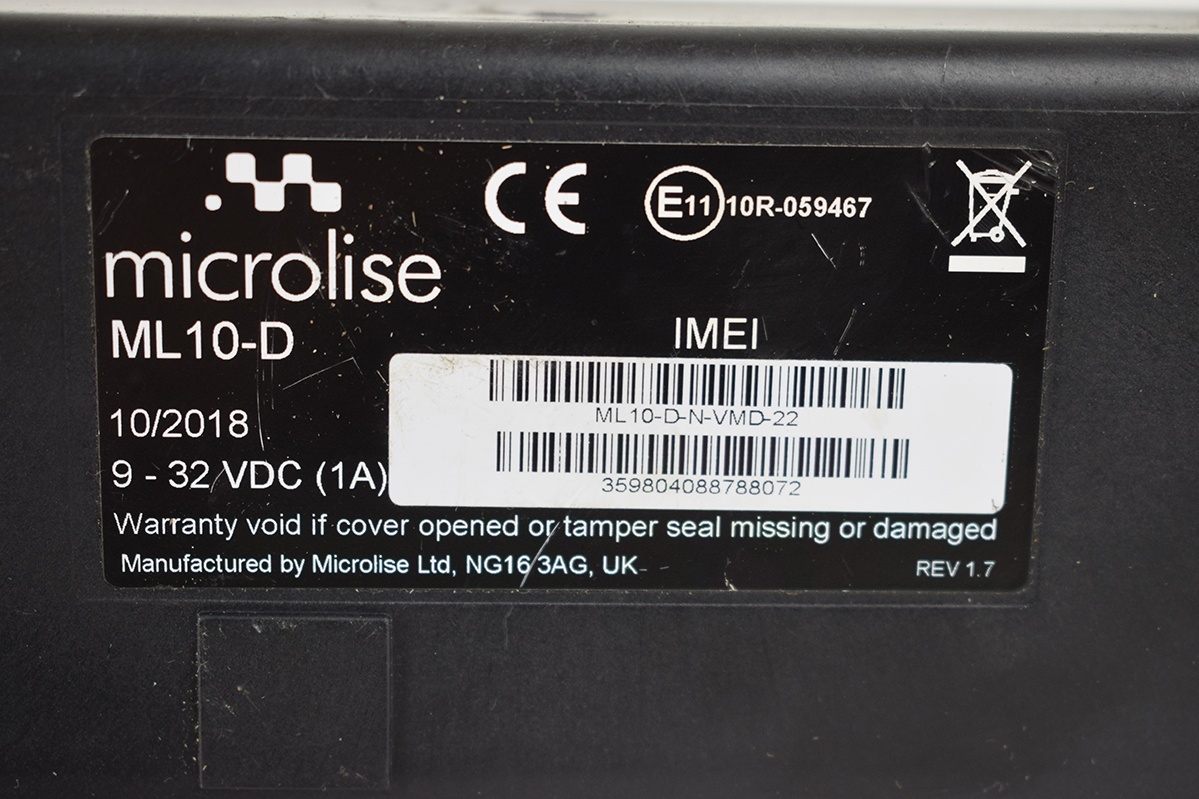 CE E11 10R-059467
microlise
ML10-D
IMEI
ML10-D-N-VMD-22
10/2018
359804088788072
9 - 32 VDC (1A)
Warranty void if cover opened or tamper seal missing or damaged
Manufactured by Microlise Ltd, NG16 3AG, UK
REV 1.7